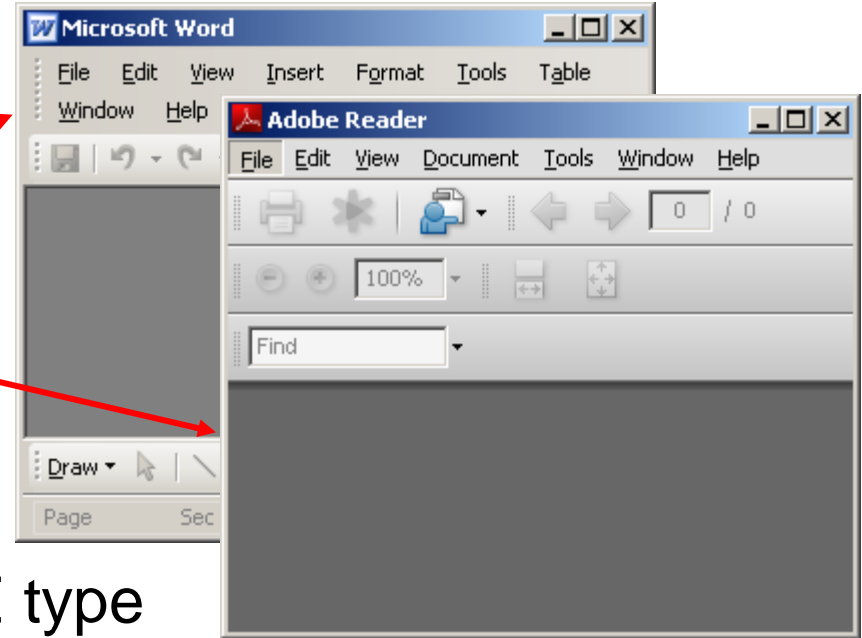 Microsoft Word
File Edit View Insert Format Tools Table
Window Help
Adobe Reader
File Edit View Document Tools Window Help
0 / 0
100%
Find
Draw
Page Sec
type